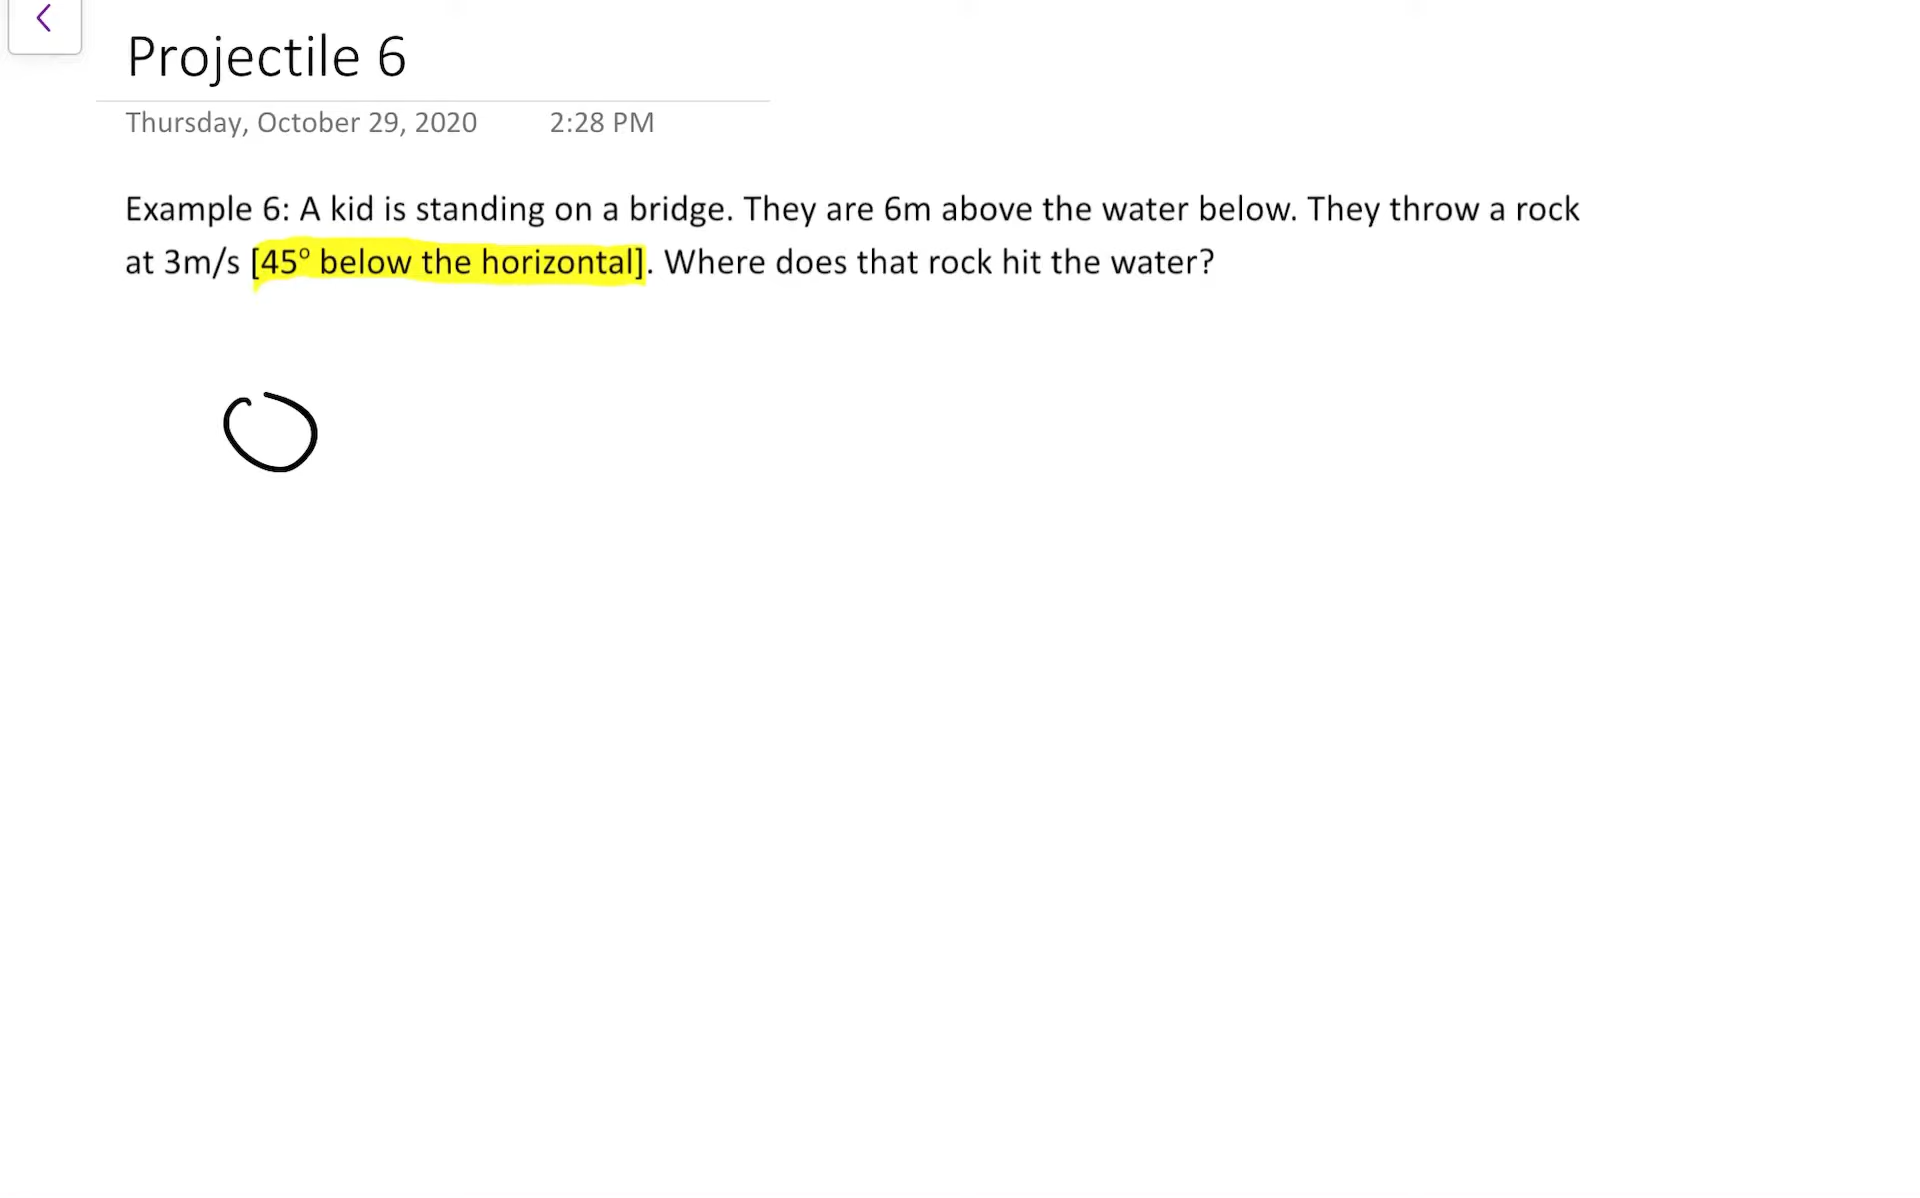 Projectile 6
Thursday, October 29, 2020 2:28 PM
Example 6: A kid is standing on a bridge. They are 6m above the water below. They throw a rock
at 3m/s [45° below the horizontal]. Where does that rock hit the water?